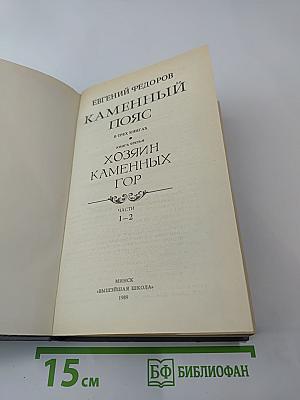 ЕВГЕНИЙ ФЕДОРОВ
КАМЕННЫЙ
ПОЯС
В ТРЕХ КНИГАХ
КНИГА ТРЕТЬЯ
ХОЗЯИН
КАМЕННЫХ
ГОР
ЧАСТИ
1–2
МИНСК
«ВЫШЭЙШАЯ ШКОЛА»
1989
15 см
БФ БИБЛИОФАН